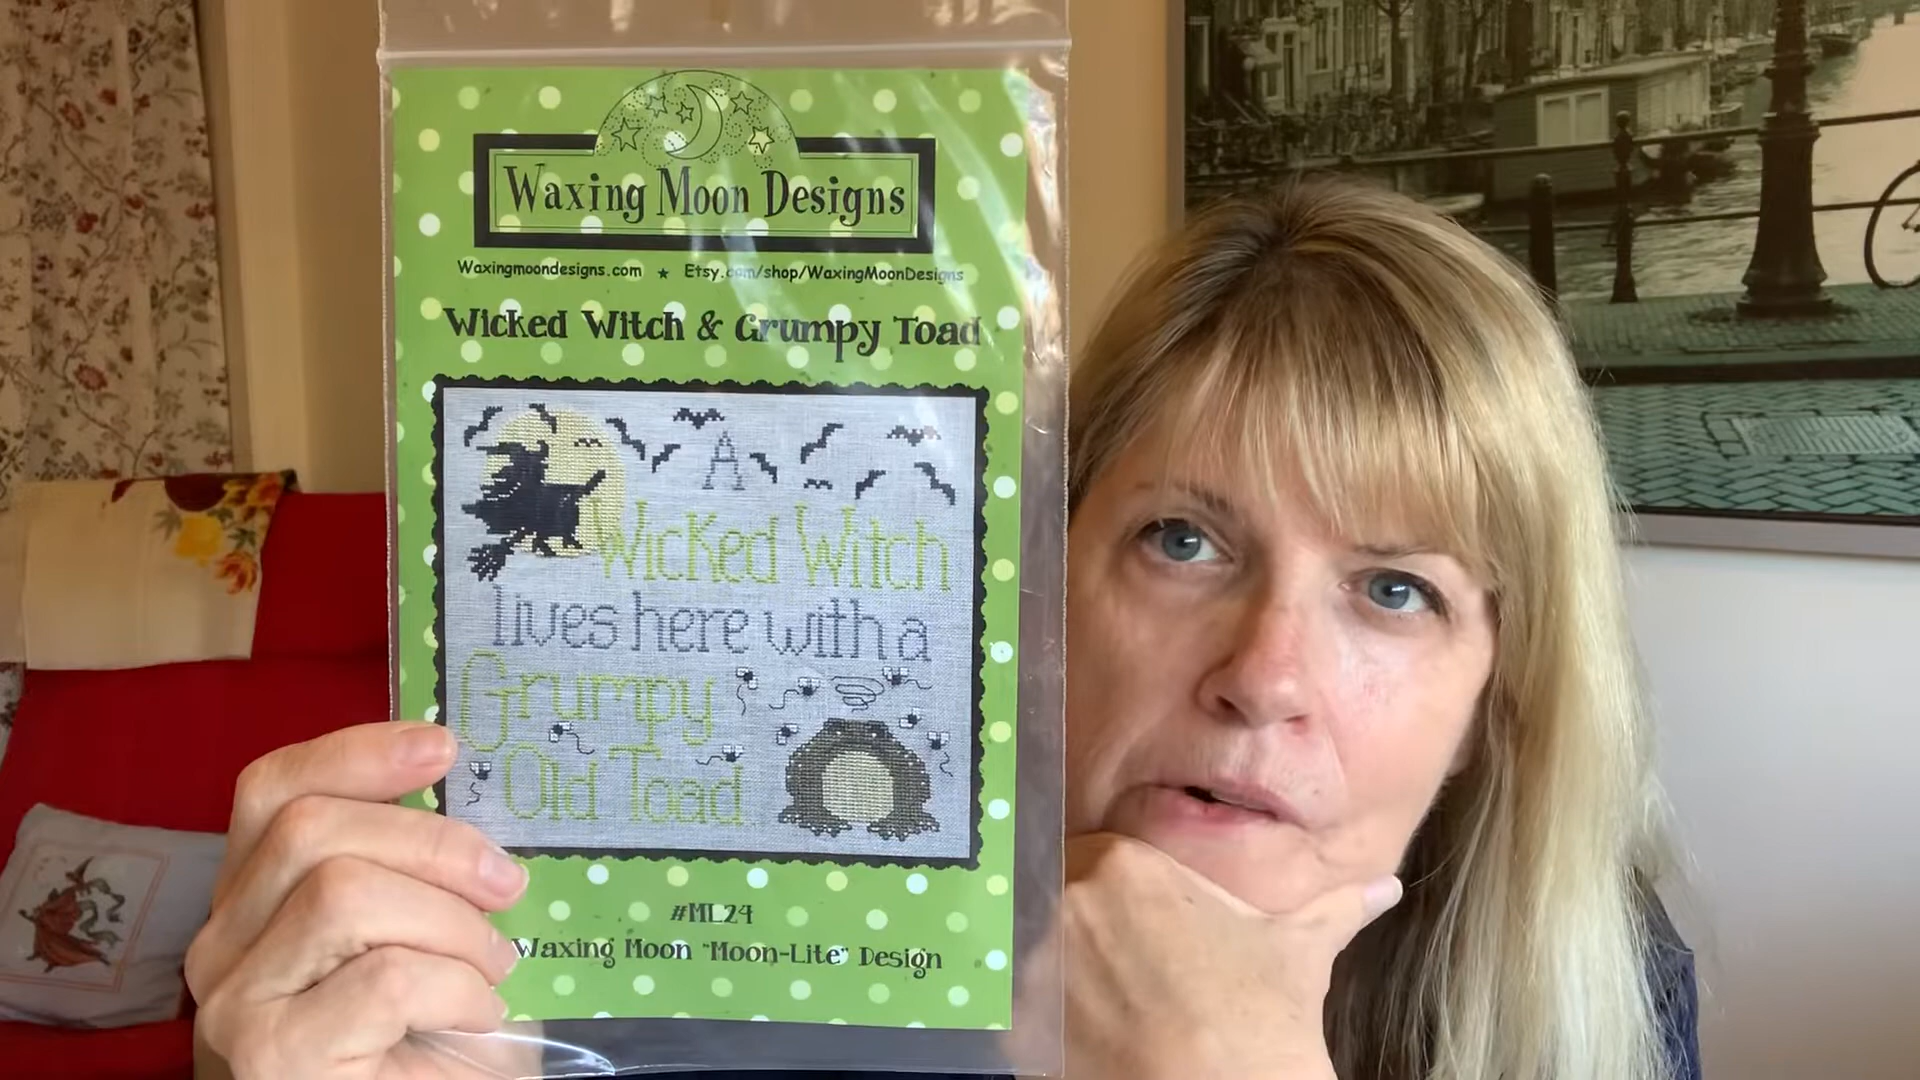 Waxing Moon Designs
Waxingmoondesigns.com ★ Etsy.com/shop/WaxingMoonDesigns
Wicked Witch & Grumpy Toad
A
Wicked Witch
lives here with a
Grumpy
Old Toad
#ML24
Waxing Moon "Moon-Lite" Design